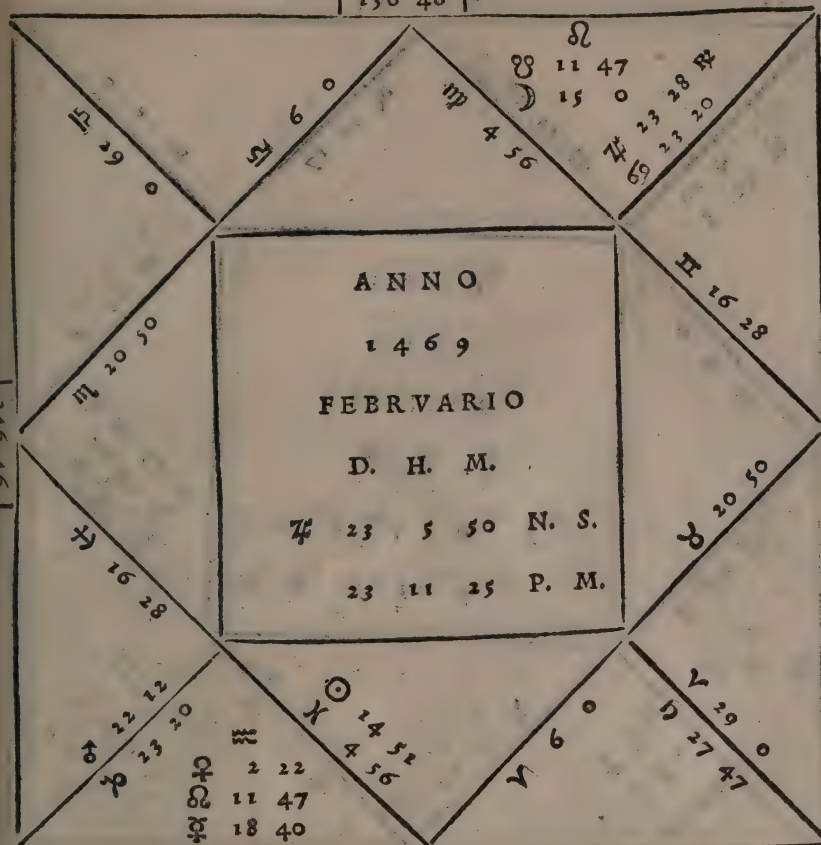 ♌
☋ 11 47
☽ 15 0
♃ 23 28 ℞
♋ 23 20
♍ 4 56
♎ 6 0
♎ 29 0
♏ 20 50
♊ 16 28
ANNO
1469
FEBRVARIO
D. H. M.
♃ 23 5 50 N. S.
23 11 25 P. M.
♉ 20 50
♐ 16 28
♂ 22 12
♑ 23 20
♒
♀ 2 22
☊ 11 47
☿ 18 40
☉ 14 52
♓ 4 56
♈ 6 0
♈ 29 0
♄ 27 47